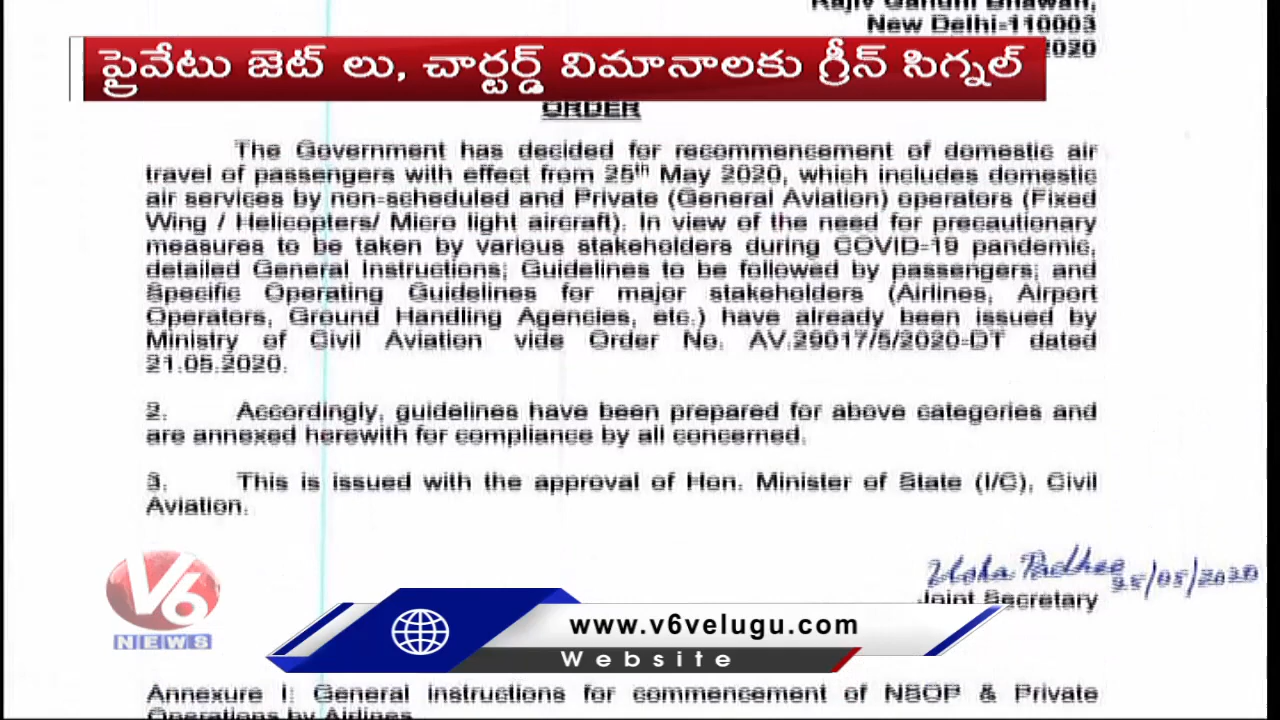 Rajiv Gandhi Bhawan,
New Delhi-110003
2020
ప్రైవేటు జెట్ లు, చార్టర్డ్ విమానాలకు గ్రీన్ సిగ్నల్
ORDER
The Government has decided for recommencement of domestic air
travel of passengers with effect from 25th May 2020, which includes domestic
air services by non-scheduled and Private (General Aviation) operators (Fixed
Wing / Helicopters/ Micro light aircraft). In view of the need for precautionary
measures to be taken by various stakeholders during COVID-19 pandemic,
detailed General Instructions; Guidelines to be followed by passengers; and
Specific Operating Guidelines for major stakeholders (Airlines, Airport
Operators, Ground Handling Agencies, etc.) have already been issued by
Ministry of Civil Aviation vide Order No. AV.29017/5/2020-DT dated
21.05.2020.
2. Accordingly, guidelines have been prepared for above categories and
are annexed herewith for compliance by all concerned.
3. This is issued with the approval of Hon. Minister of State (I/C), Civil
Aviation.
Usha Padhee 25/05/2020
Joint Secretary
V6
NEWS
www.v6velugu.com
Website
Annexure I: General instructions for commencement of NSOP & Private
Operations by Airlines